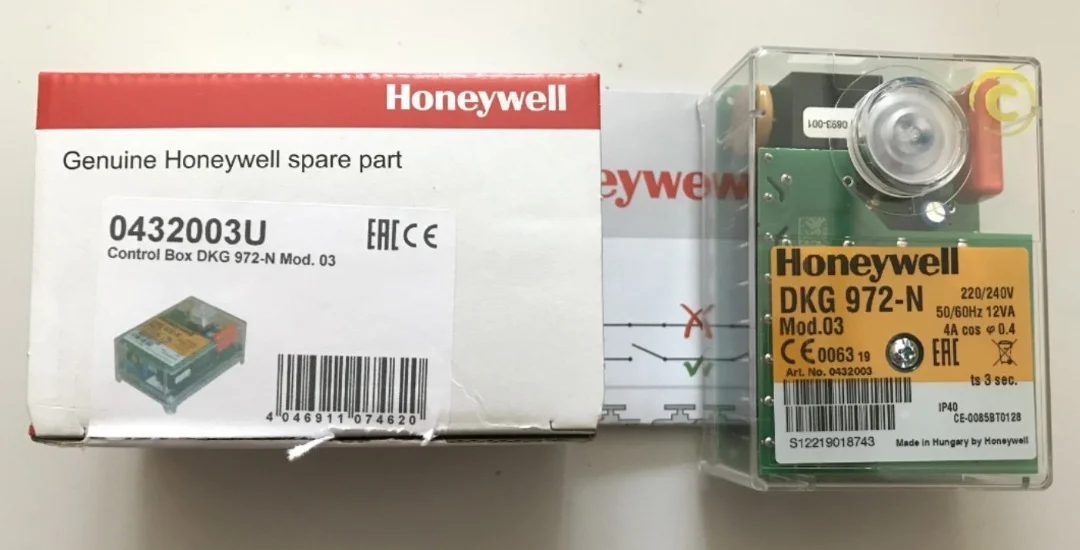 Honeywell
Genuine Honeywell spare part
0432003U
EAC CE
Control Box DKG 972-N Mod. 03
4 046911 074620
eywe w
0893-001
C
Honeywell
DKG 972-N
220/240V
50/60Hz 12VA
Mod.03
4A cos φ 0.4
CE 0063 19
EAC
Art. No. 0432003
ts 3 sec.
IP40
CE-0085BT0128
S12219018743
Made in Hungary by Honeywell